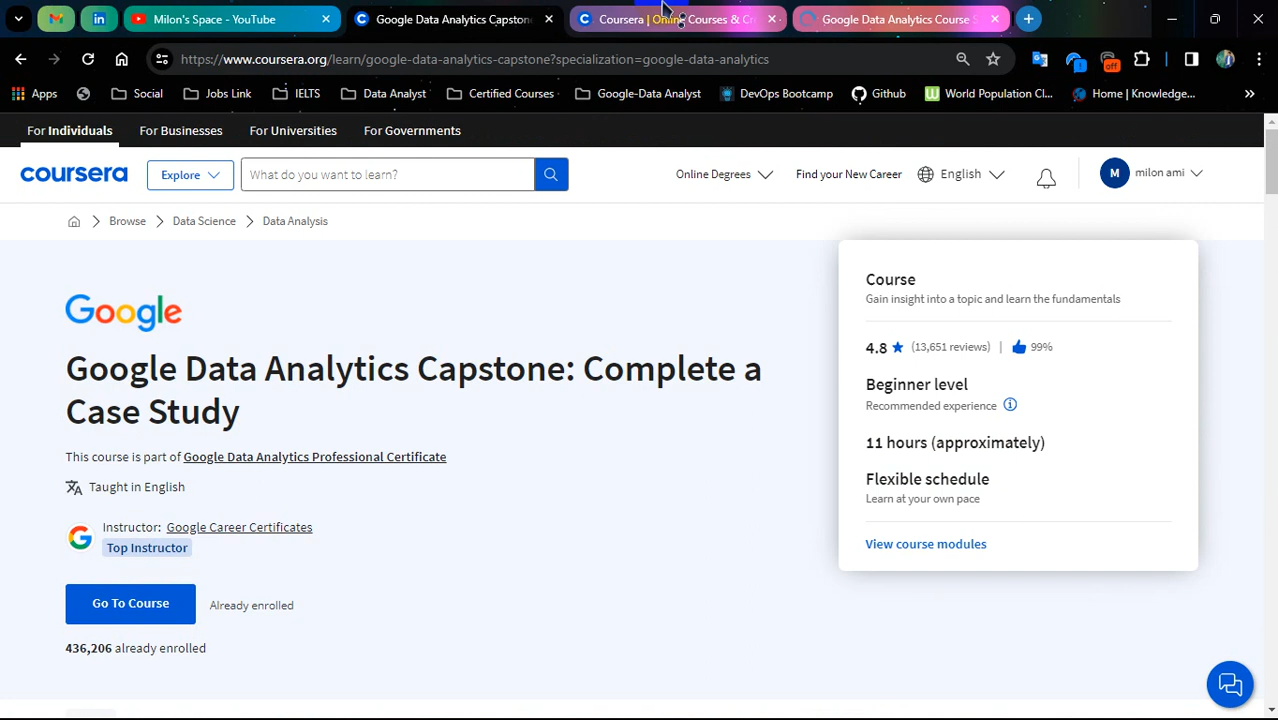 Milon's Space - YouTube
Google Data Analytics Capstone
Coursera | Online Courses & Cr
Google Data Analytics Course S
https://www.coursera.org/learn/google-data-analytics-capstone?specialization=google-data-analytics
off
Apps
Social
Jobs Link
IELTS
Data Analyst
Certified Courses
Google-Data Analyst
DevOps Bootcamp
Github
World Population Cl...
Home | Knowledge...
For Individuals
For Businesses
For Universities
For Governments
coursera
Explore
What do you want to learn?
Online Degrees
Find your New Career
English
M
milon ami
Browse
Data Science
Data Analysis
Google
Google Data Analytics Capstone: Complete a
Case Study
This course is part of Google Data Analytics Professional Certificate
Taught in English
Instructor: Google Career Certificates
Top Instructor
Go To Course
Already enrolled
436,206 already enrolled
Course
Gain insight into a topic and learn the fundamentals
4.8 ★ (13,651 reviews) | 99%
Beginner level
Recommended experience
11 hours (approximately)
Flexible schedule
Learn at your own pace
View course modules